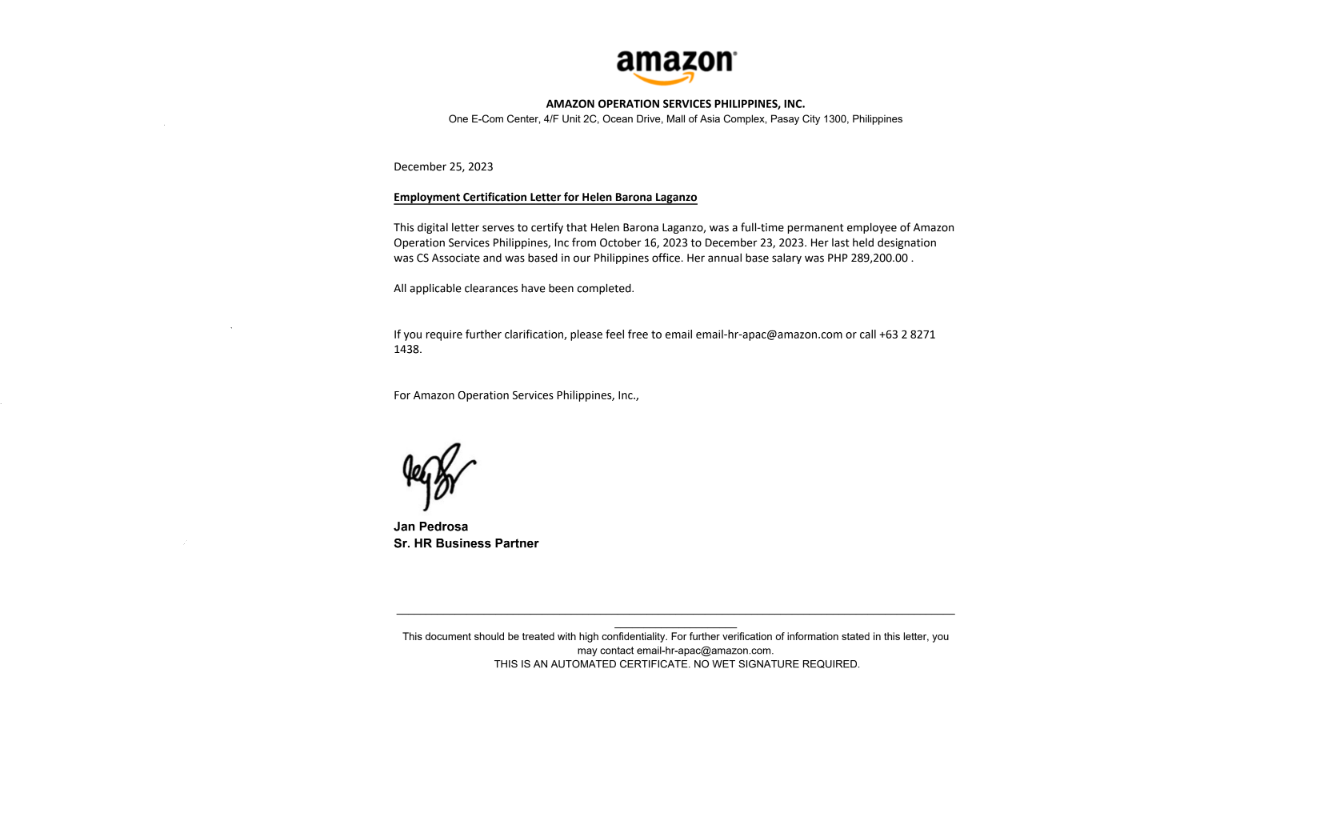 amazon
AMAZON OPERATION SERVICES PHILIPPINES, INC.
One E-Com Center, 4/F Unit 2C, Ocean Drive, Mall of Asia Complex, Pasay City 1300, Philippines
December 25, 2023
Employment Certification Letter for Helen Barona Laganzo
This digital letter serves to certify that Helen Barona Laganzo, was a full-time permanent employee of Amazon
Operation Services Philippines, Inc from October 16, 2023 to December 23, 2023. Her last held designation
was CS Associate and was based in our Philippines office. Her annual base salary was PHP 289,200.00 .
All applicable clearances have been completed.
If you require further clarification, please feel free to email email-hr-apac@amazon.com or call +63 2 8271
1438.
For Amazon Operation Services Philippines, Inc.,
Jan Pedrosa
Sr. HR Business Partner
This document should be treated with high confidentiality. For further verification of information stated in this letter, you
may contact email-hr-apac@amazon.com.
THIS IS AN AUTOMATED CERTIFICATE. NO WET SIGNATURE REQUIRED.